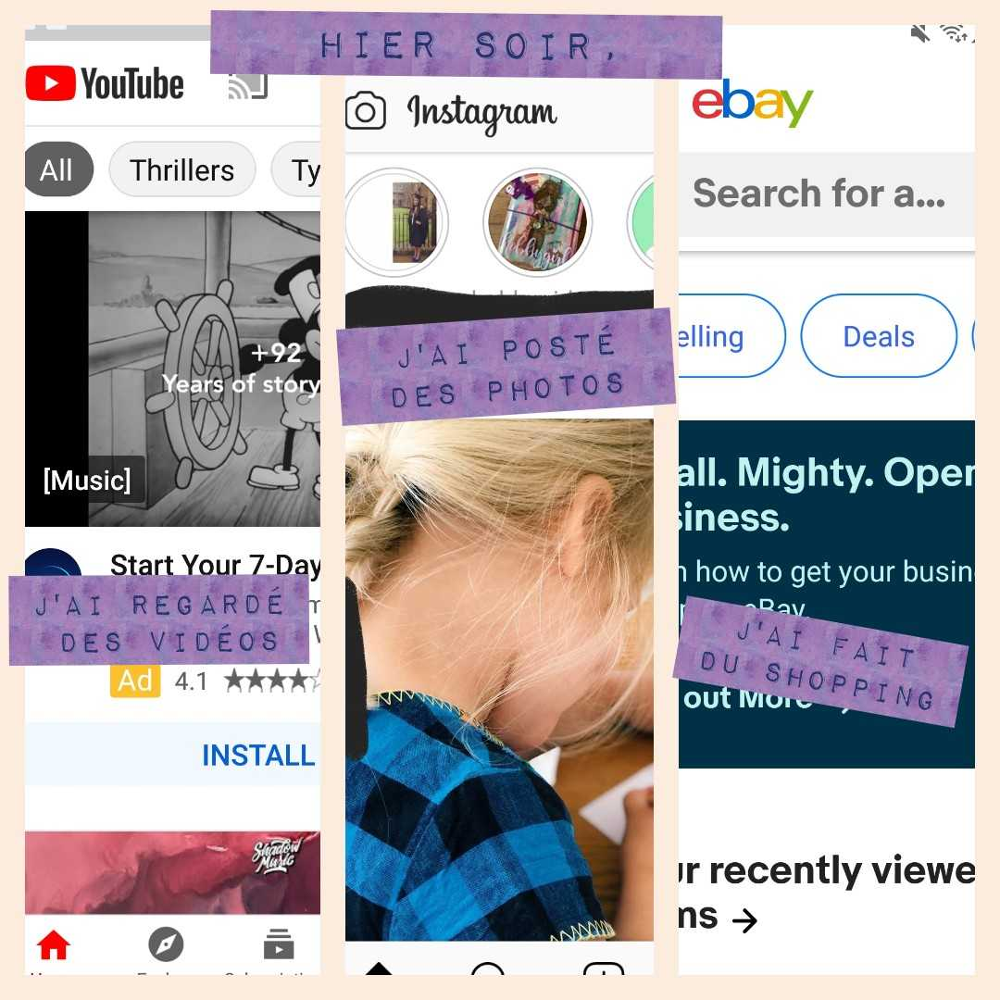 HIER SOIR,
YouTube
All
Thrillers
Ty
+92
Years of story
[Music]
Start Your 7-Day
J'AI REGARDÉ
DES VIDÉOS
Ad
4.1
INSTALL
Shadow
Music
Instagram
J'AI POSTÉ
DES PHOTOS
ebay
Search for a...
elling
Deals
all. Mighty. Oper
siness.
n how to get your busin
eBay.
J'AI FAIT
DU SHOPPING
out More
ur recently viewe
ms